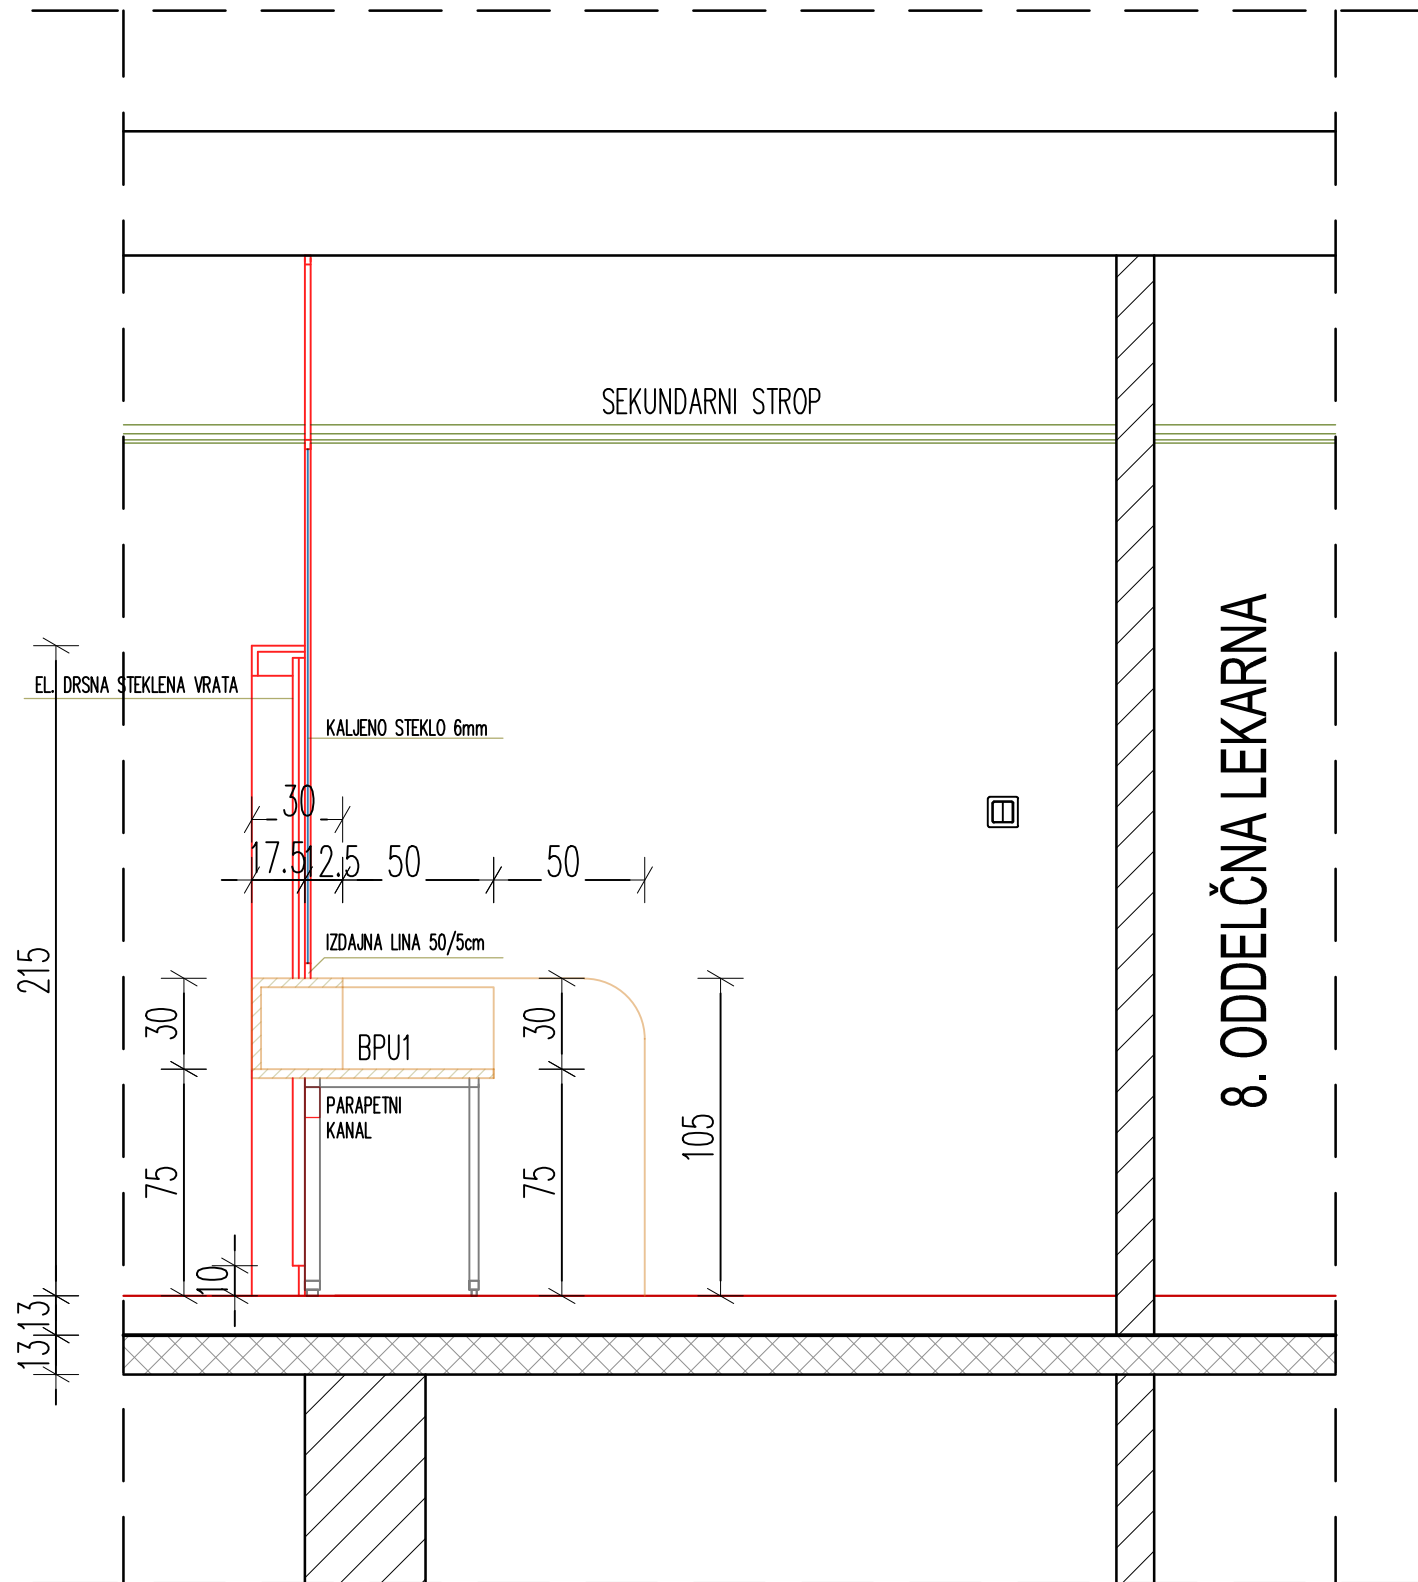 SEKUNDARNI STROP
EL. DRSNA STEKLENA VRATA
KALJENO STEKLO 6mm
30
17.5
12.5
50
50
IZDAJNA LINA 50/5cm
215
30
30
BPU1
PARAPETNI
KANAL
105
75
75
10
13
13
8. ODDELČNA LEKARNA